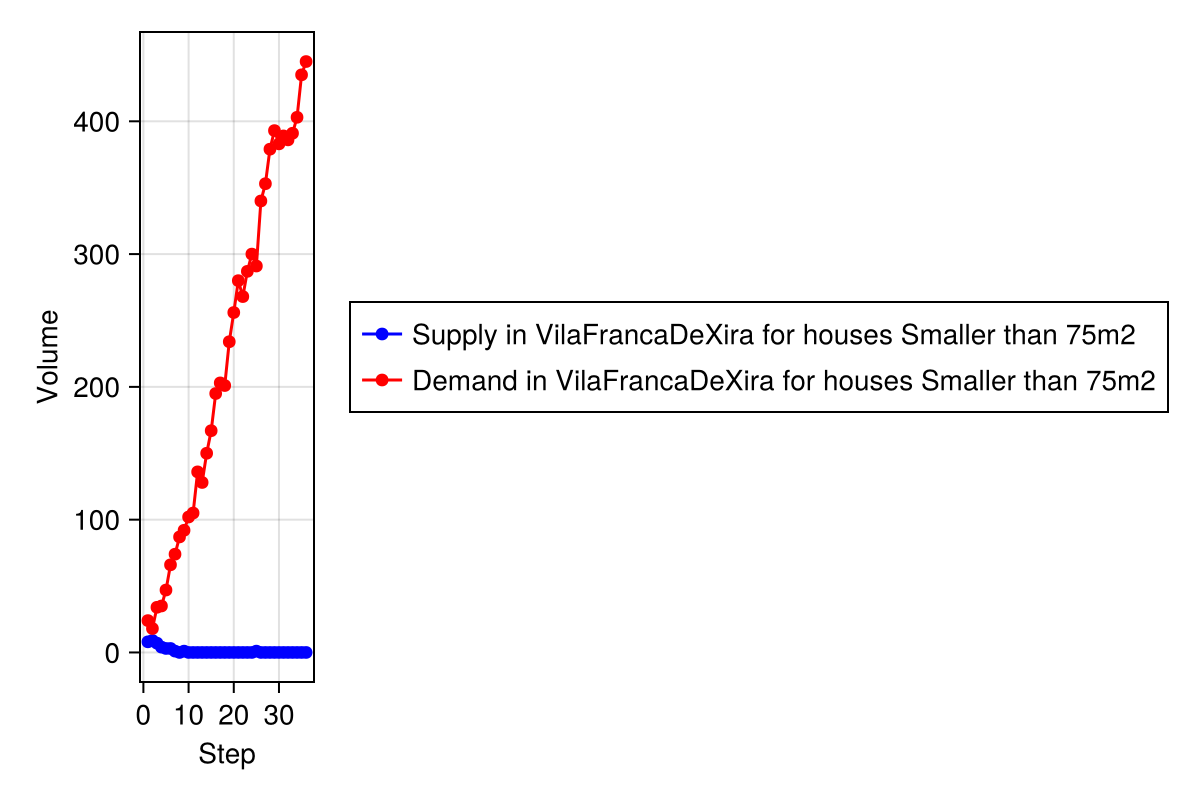 400
300
200
100
0
Volume
0 10 20 30
Step
Supply in VilaFrancaDeXira for houses Smaller than 75m2
Demand in VilaFrancaDeXira for houses Smaller than 75m2